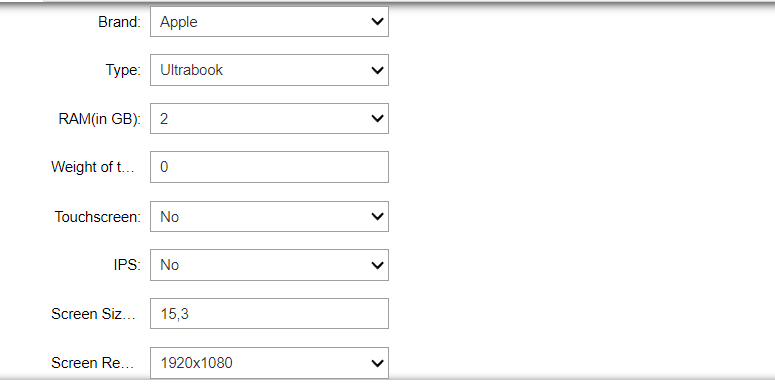 Brand: Apple
Type: Ultrabook
RAM(in GB): 2
Weight of t... 0
Touchscreen: No
IPS: No
Screen Siz... 15,3
Screen Re... 1920x1080